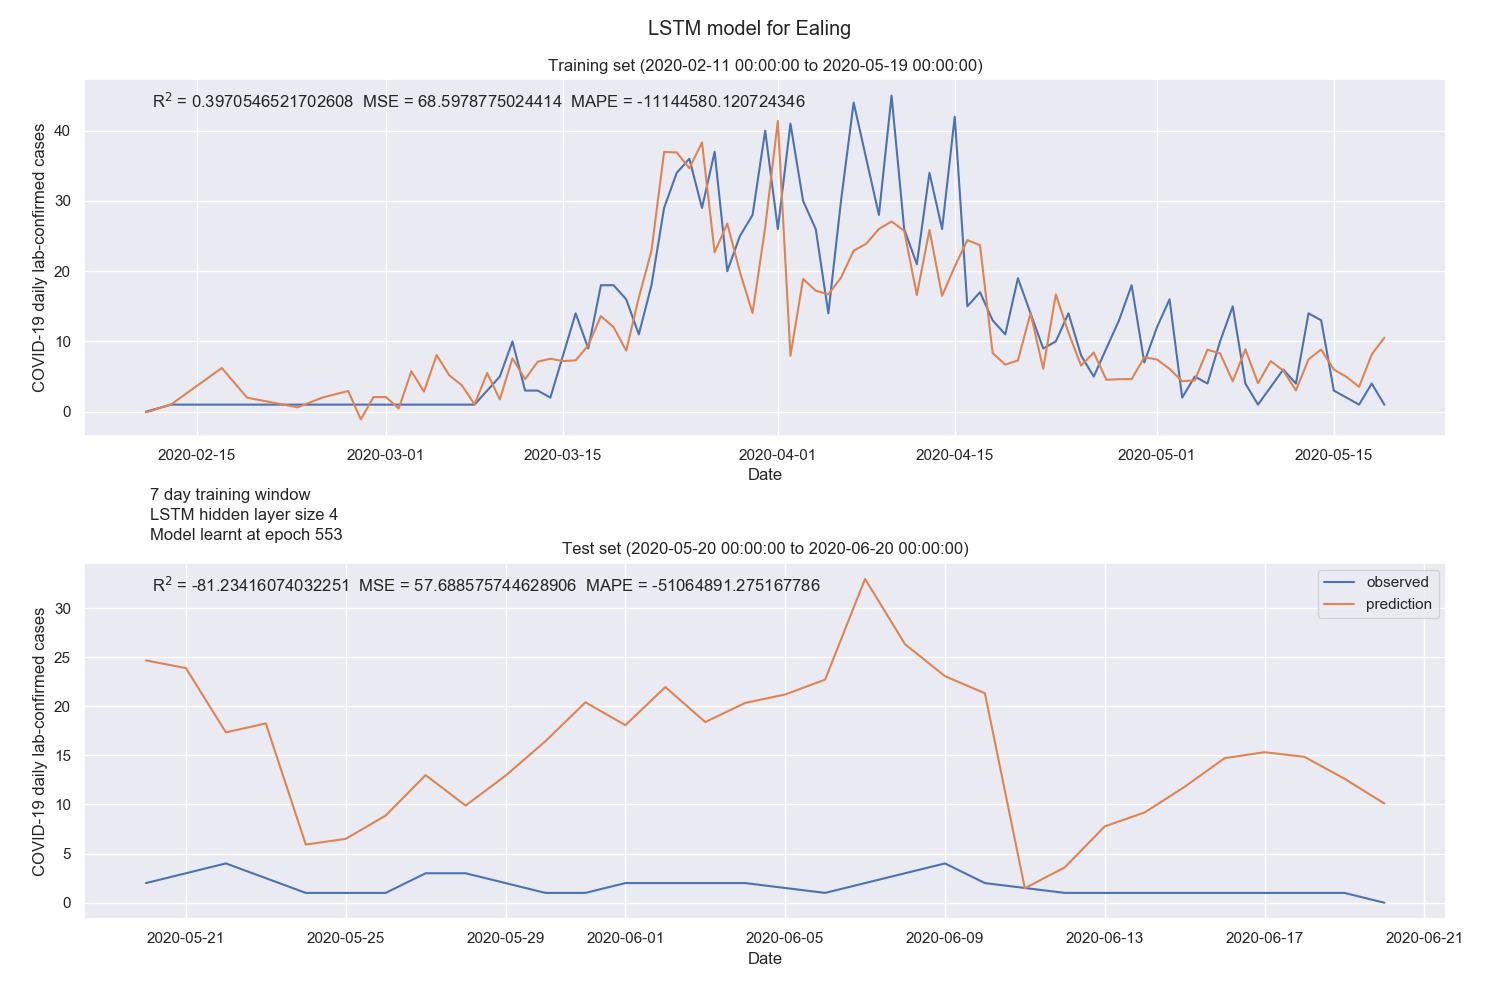 LSTM model for Ealing
Training set (2020-02-11 00:00:00 to 2020-05-19 00:00:00)
R² = 0.3970546521702608 MSE = 68.5978775024414 MAPE = -11144580.120724346
COVID-19 daily lab-confirmed cases
40
30
20
10
0
2020-02-15 2020-03-01 2020-03-15 2020-04-01 2020-04-15 2020-05-01 2020-05-15
Date
7 day training window
LSTM hidden layer size 4
Model learnt at epoch 553
Test set (2020-05-20 00:00:00 to 2020-06-20 00:00:00)
R² = -81.23416074032251 MSE = 57.688575744628906 MAPE = -51064891.275167786
observed
prediction
COVID-19 daily lab-confirmed cases
30
25
20
15
10
5
0
2020-05-21 2020-05-25 2020-05-29 2020-06-01 2020-06-05 2020-06-09 2020-06-13 2020-06-17 2020-06-21
Date